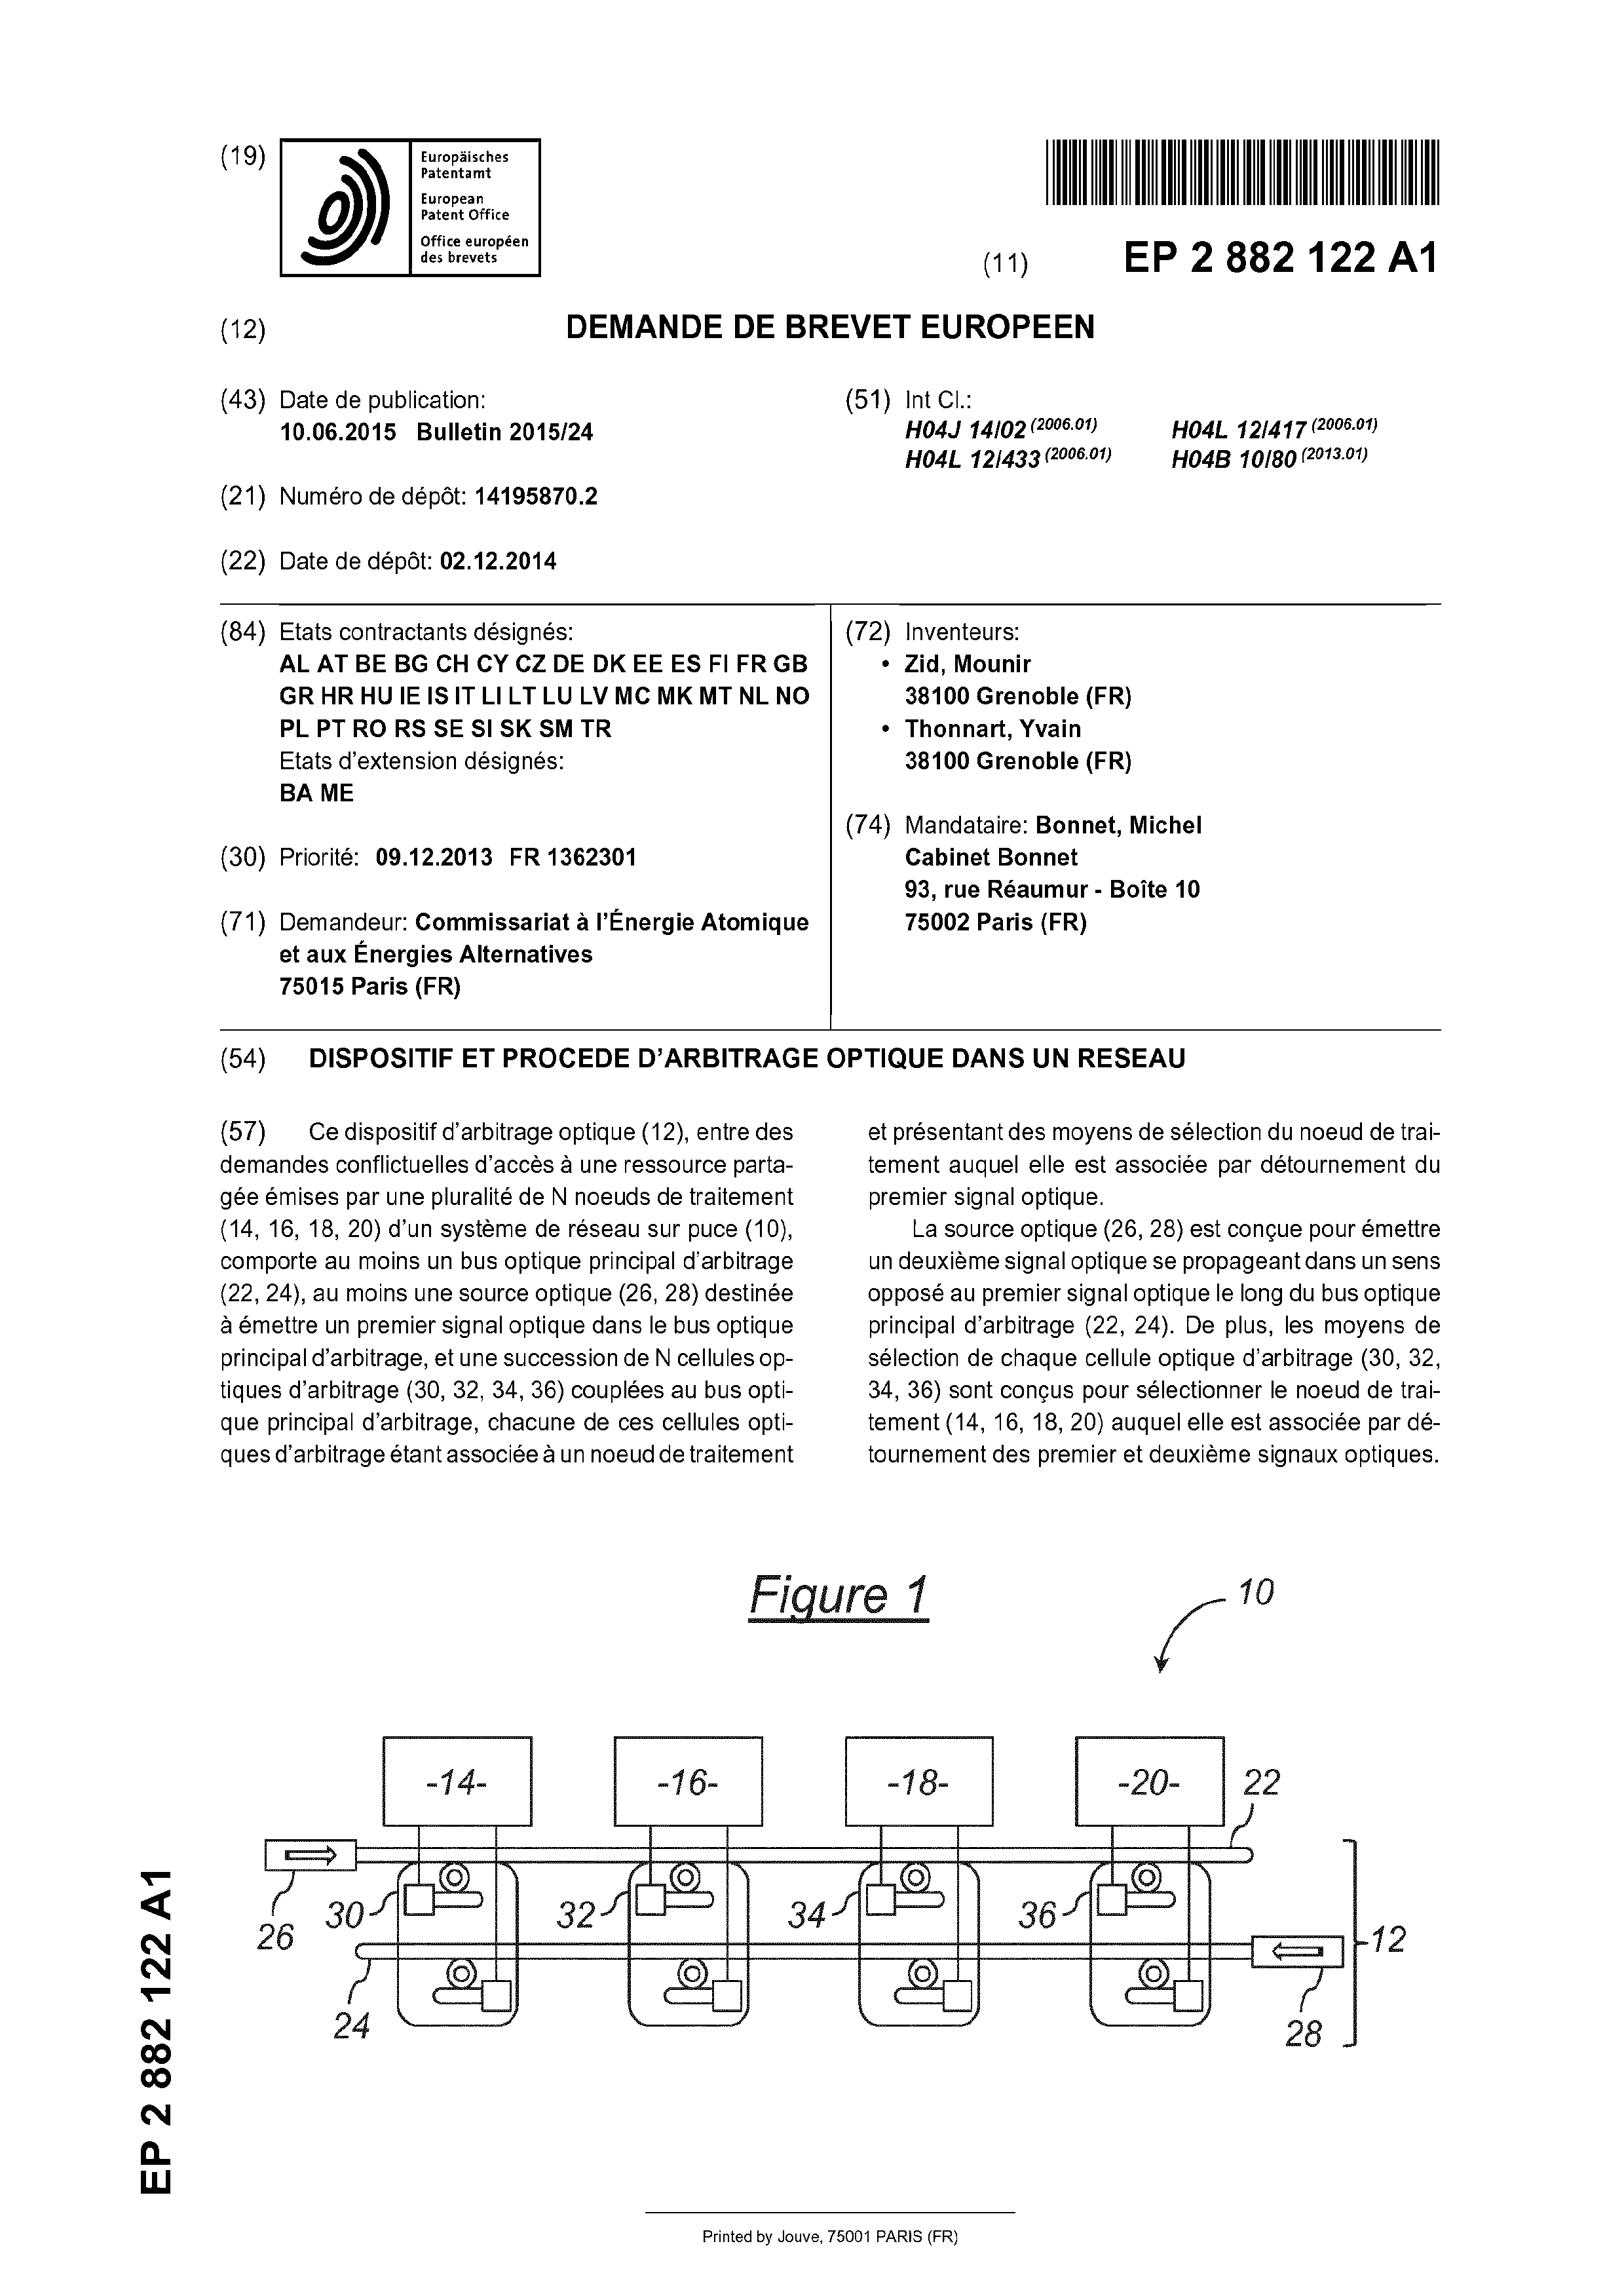 (19)
Europäisches
Patentamt
European
Patent Office
Office européen
des brevets
(11) EP 2 882 122 A1
(12) DEMANDE DE BREVET EUROPEEN
(43) Date de publication:
10.06.2015 Bulletin 2015/24
(21) Numéro de dépôt: 14195870.2
(22) Date de dépôt: 02.12.2014
(51) Int Cl.:
H04J 14/02 (2006.01) H04L 12/417 (2006.01)
H04L 12/433 (2006.01) H04B 10/80 (2013.01)
(84) Etats contractants désignés:
AL AT BE BG CH CY CZ DE DK EE ES FI FR GB
GR HR HU IE IS IT LI LT LU LV MC MK MT NL NO
PL PT RO RS SE SI SK SM TR
Etats d'extension désignés:
BA ME
(30) Priorité: 09.12.2013 FR 1362301
(71) Demandeur: Commissariat à l'Énergie Atomique
et aux Énergies Alternatives
75015 Paris (FR)
(72) Inventeurs:
• Zid, Mounir
38100 Grenoble (FR)
• Thonnart, Yvain
38100 Grenoble (FR)
(74) Mandataire: Bonnet, Michel
Cabinet Bonnet
93, rue Réaumur - Boîte 10
75002 Paris (FR)
(54) DISPOSITIF ET PROCEDE D'ARBITRAGE OPTIQUE DANS UN RESEAU
(57) Ce dispositif d'arbitrage optique (12), entre des
demandes conflictuelles d'accès à une ressource parta-
gée émises par une pluralité de N noeuds de traitement
(14, 16, 18, 20) d'un système de réseau sur puce (10),
comporte au moins un bus optique principal d'arbitrage
(22, 24), au moins une source optique (26, 28) destinée
à émettre un premier signal optique dans le bus optique
principal d'arbitrage, et une succession de N cellules op-
tiques d'arbitrage (30, 32, 34, 36) couplées au bus opti-
que principal d'arbitrage, chacune de ces cellules opti-
ques d'arbitrage étant associée à un noeud de traitement
et présentant des moyens de sélection du noeud de trai-
tement auquel elle est associée par détournement du
premier signal optique.
La source optique (26, 28) est conçue pour émettre
un deuxième signal optique se propageant dans un sens
opposé au premier signal optique le long du bus optique
principal d'arbitrage (22, 24). De plus, les moyens de
sélection de chaque cellule optique d'arbitrage (30, 32,
34, 36) sont conçus pour sélectionner le noeud de trai-
tement (14, 16, 18, 20) auquel elle est associée par dé-
tournement des premier et deuxième signaux optiques.
Figure 1
10
-14- -16- -18- -20- 22
26 30 32 34 36 12
24 28
EP 2 882 122 A1
Printed by Jouve, 75001 PARIS (FR)